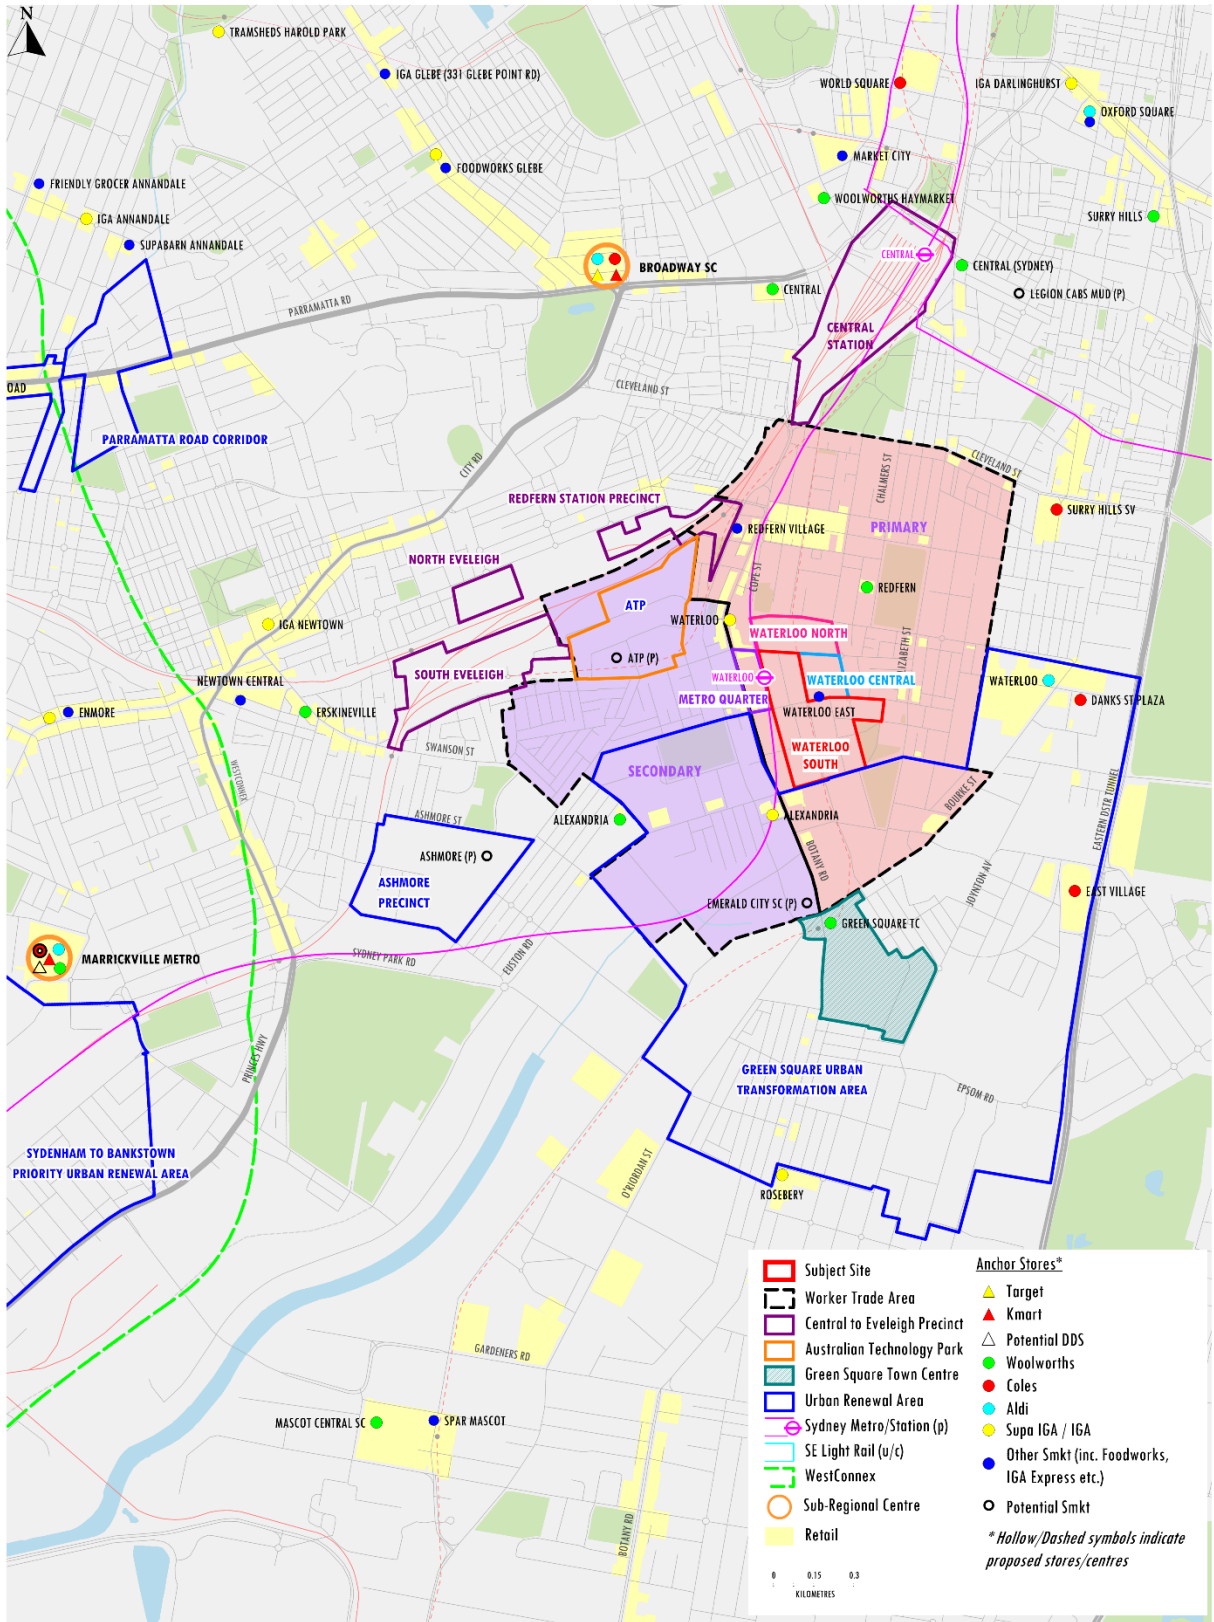 N
TRAMSHEDS HAROLD PARK
IGA GLEBE (331 GLEBE POINT RD)
WORLD SQUARE
IGA DARLINGHURST
OXFORD SQUARE
MARKET CITY
FOODWORKS GLEBE
FRIENDLY GROCER ANNANDALE
WOOLWORTHS HAYMARKET
IGA ANNANDALE
SURRY HILLS
SUPABARN ANNANDALE
CENTRAL
CENTRAL (SYDNEY)
BROADWAY SC
CENTRAL
LEGION CABS MUD (P)
PARRAMATTA RD
CENTRAL
STATION
CLEVELAND ST
OAD
PARRAMATTA ROAD CORRIDOR
CITY RD
CLEVELAND ST
CHALMERS ST
REDFERN STATION PRECINCT
SURRY HILLS SV
REDFERN VILLAGE
PRIMARY
NORTH EVELEIGH
COPE ST
REDFERN
ATP
WATERLOO
IGA NEWTOWN
WATERLOO NORTH
ELIZABETH ST
ATP (P)
SOUTH EVELEIGH
WATERLOO
WATERLOO CENTRAL
WATERLOO
NEWTOWN CENTRAL
METRO QUARTER
DANKS ST PLAZA
ENMORE
ERSKINEVILLE
WATERLOO EAST
SWANSON ST
WATERLOO
SOUTH
SECONDARY
WESTCONNEX
BOURKE ST
EASTERN DSTR TUNNEL
ASHMORE ST
ALEXANDRIA
ALEXANDRIA
BOTANY RD
ASHMORE (P)
JOYNTON AV
ASHMORE
PRECINCT
EAST VILLAGE
EMERALD CITY SC (P)
GREEN SQUARE TC
MARRICKVILLE METRO
SYDNEY PARK RD
EUSTON RD
PRINCES HWY
GREEN SQUARE URBAN
TRANSFORMATION AREA
EPSOM RD
SYDENHAM TO BANKSTOWN
PRIORITY URBAN RENEWAL AREA
O'RIORDAN ST
ROSEBERY
GARDENERS RD
MASCOT CENTRAL SC
SPAR MASCOT
BOTANY RD
Subject Site
Worker Trade Area
Central to Eveleigh Precinct
Australian Technology Park
Green Square Town Centre
Urban Renewal Area
Sydney Metro/Station (p)
SE Light Rail (u/c)
WestConnex
Sub-Regional Centre
Retail
0 0.15 0.3
KILOMETRES
Anchor Stores*
Target
Kmart
Potential DDS
Woolworths
Coles
Aldi
Supa IGA / IGA
Other Smkt (inc. Foodworks,
IGA Express etc.)
Potential Smkt
* Hollow/Dashed symbols indicate
proposed stores/centres